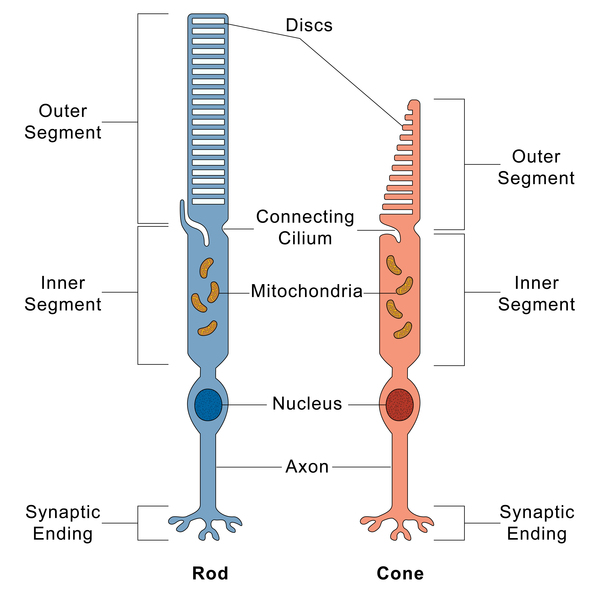 Discs
Outer
Segment
Outer
Segment
Connecting
Cilium
Inner
Segment
Mitochondria
Inner
Segment
Nucleus
Axon
Synaptic
Ending
Synaptic
Ending
Rod
Cone